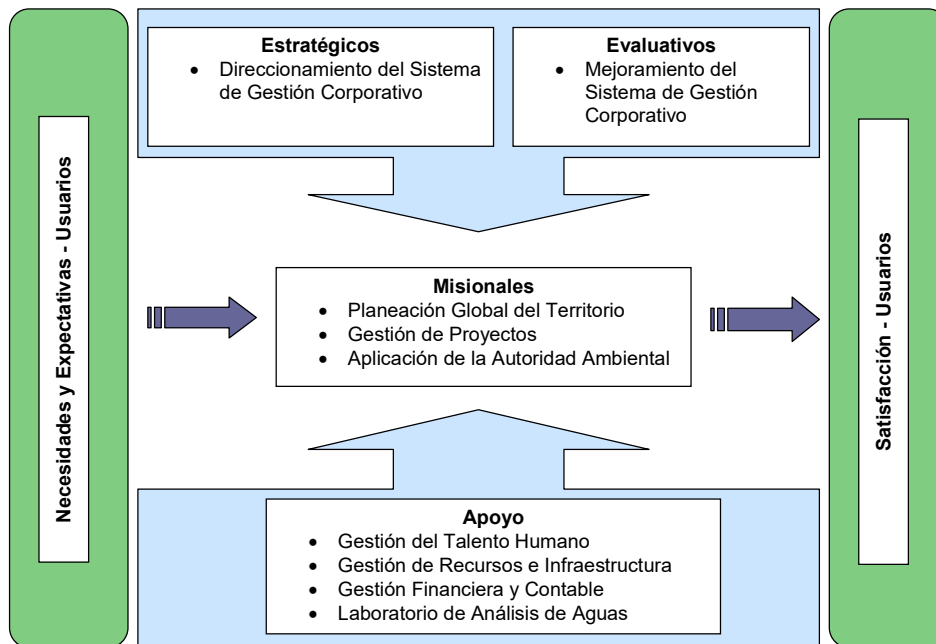 Necesidades y Expectativas - Usuarios
Estratégicos
• Direccionamiento del Sistema
de Gestión Corporativo
Evaluativos
• Mejoramiento del
Sistema de Gestión
Corporativo
Misionales
• Planeación Global del Territorio
• Gestión de Proyectos
• Aplicación de la Autoridad Ambiental
Apoyo
• Gestión del Talento Humano
• Gestión de Recursos e Infraestructura
• Gestión Financiera y Contable
• Laboratorio de Análisis de Aguas
Satisfacción - Usuarios